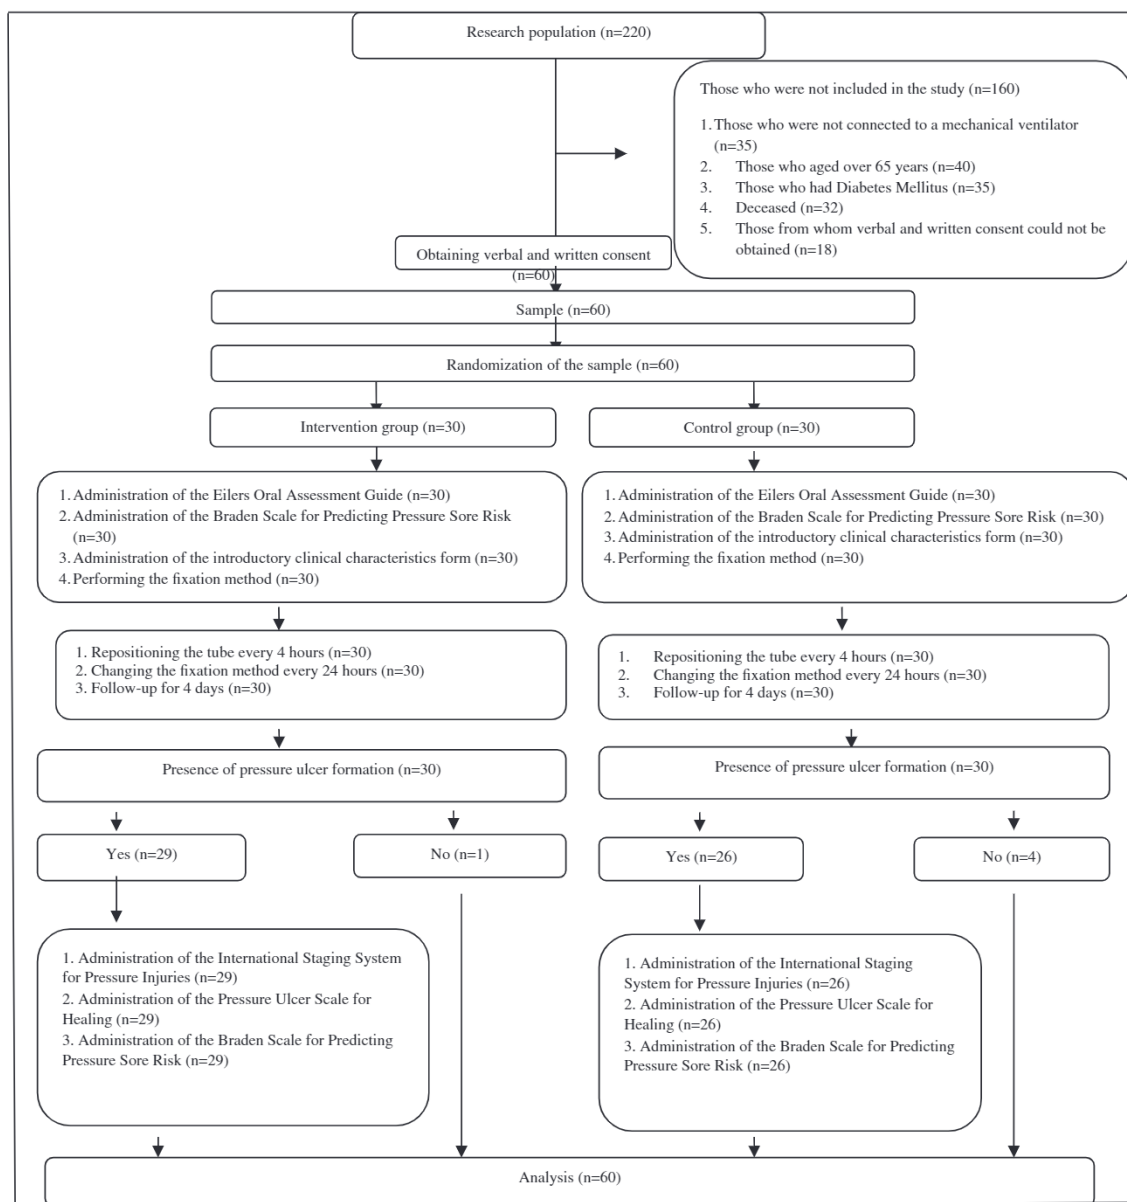 Research population (n=220)
Those who were not included in the study (n=160)
1. Those who were not connected to a mechanical ventilator
(n=35)
2. Those who aged over 65 years (n=40)
3. Those who had Diabetes Mellitus (n=35)
4. Deceased (n=32)
5. Those from whom verbal and written consent could not be
obtained (n=18)
Obtaining verbal and written consent
(n=60)
Sample (n=60)
Randomization of the sample (n=60)
Intervention group (n=30)
Control group (n=30)
1. Administration of the Eilers Oral Assessment Guide (n=30)
2. Administration of the Braden Scale for Predicting Pressure Sore Risk
(n=30)
3. Administration of the introductory clinical characteristics form (n=30)
4. Performing the fixation method (n=30)
1. Administration of the Eilers Oral Assessment Guide (n=30)
2. Administration of the Braden Scale for Predicting Pressure Sore Risk (n=30)
3. Administration of the introductory clinical characteristics form (n=30)
4. Performing the fixation method (n=30)
1. Repositioning the tube every 4 hours (n=30)
2. Changing the fixation method every 24 hours (n=30)
3. Follow-up for 4 days (n=30)
1. Repositioning the tube every 4 hours (n=30)
2. Changing the fixation method every 24 hours (n=30)
3. Follow-up for 4 days (n=30)
Presence of pressure ulcer formation (n=30)
Presence of pressure ulcer formation (n=30)
Yes (n=29)
No (n=1)
Yes (n=26)
No (n=4)
1. Administration of the International Staging System
for Pressure Injuries (n=29)
2. Administration of the Pressure Ulcer Scale for
Healing (n=29)
3. Administration of the Braden Scale for Predicting
Pressure Sore Risk (n=29)
1. Administration of the International Staging
System for Pressure Injuries (n=26)
2. Administration of the Pressure Ulcer Scale for
Healing (n=26)
3. Administration of the Braden Scale for Predicting
Pressure Sore Risk (n=26)
Analysis (n=60)